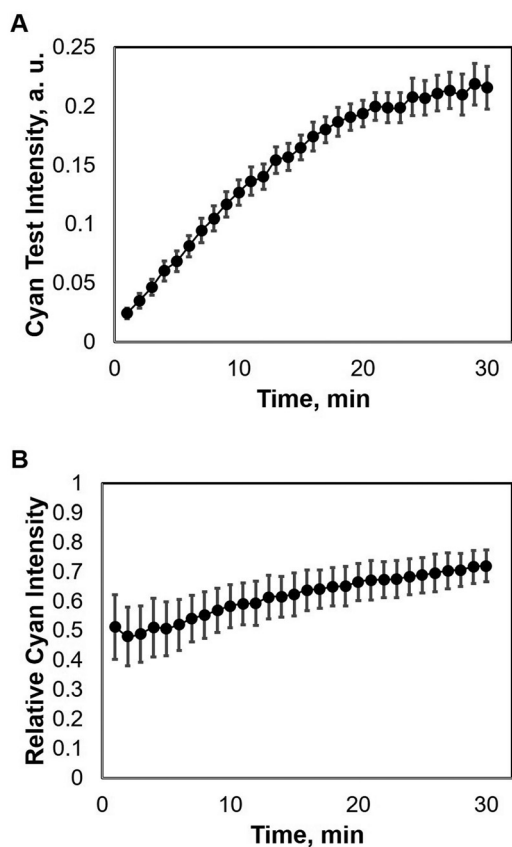 A
Cyan Test Intensity, a. u.
0.25
0.2
0.15
0.1
0.05
0
0 10 20 30
Time, min
B
Relative Cyan Intensity
1
0.9
0.8
0.7
0.6
0.5
0.4
0.3
0.2
0.1
0
0 10 20 30
Time, min